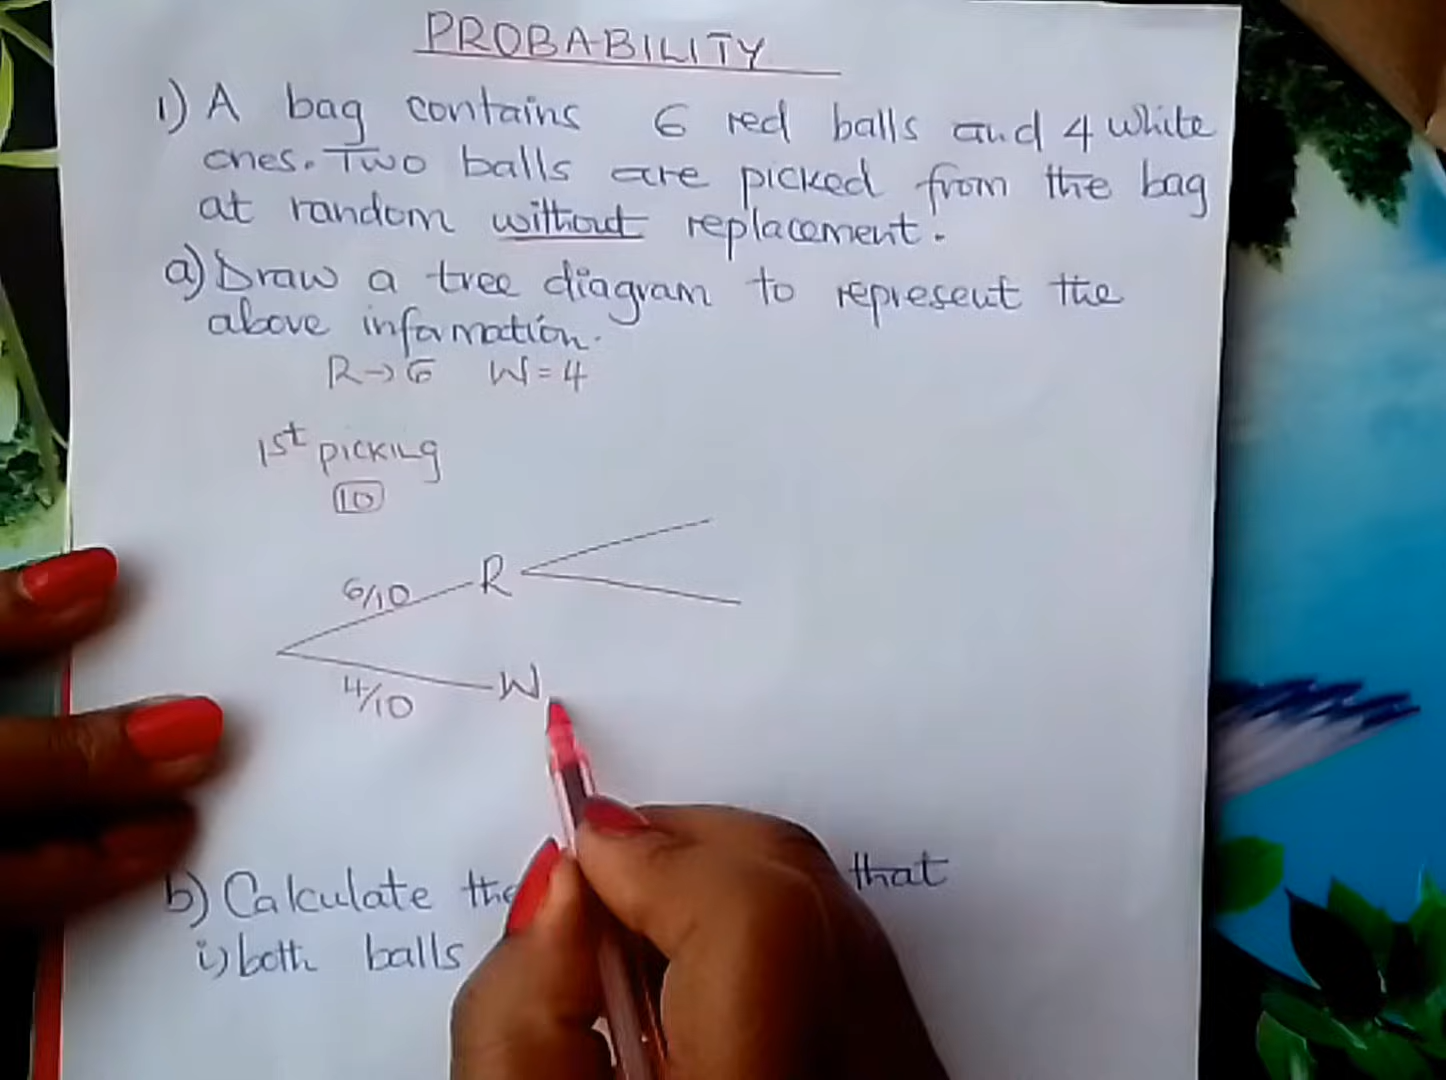 PROBABILITY
1) A bag contains 6 red balls and 4 white
ones. Two balls are picked from the bag
at random without replacement.
a) Draw a tree diagram to represent the
above information.
R→6 W=4
1st picking
10
6/10 R
4/10 W
b) Calculate the that
i) both balls